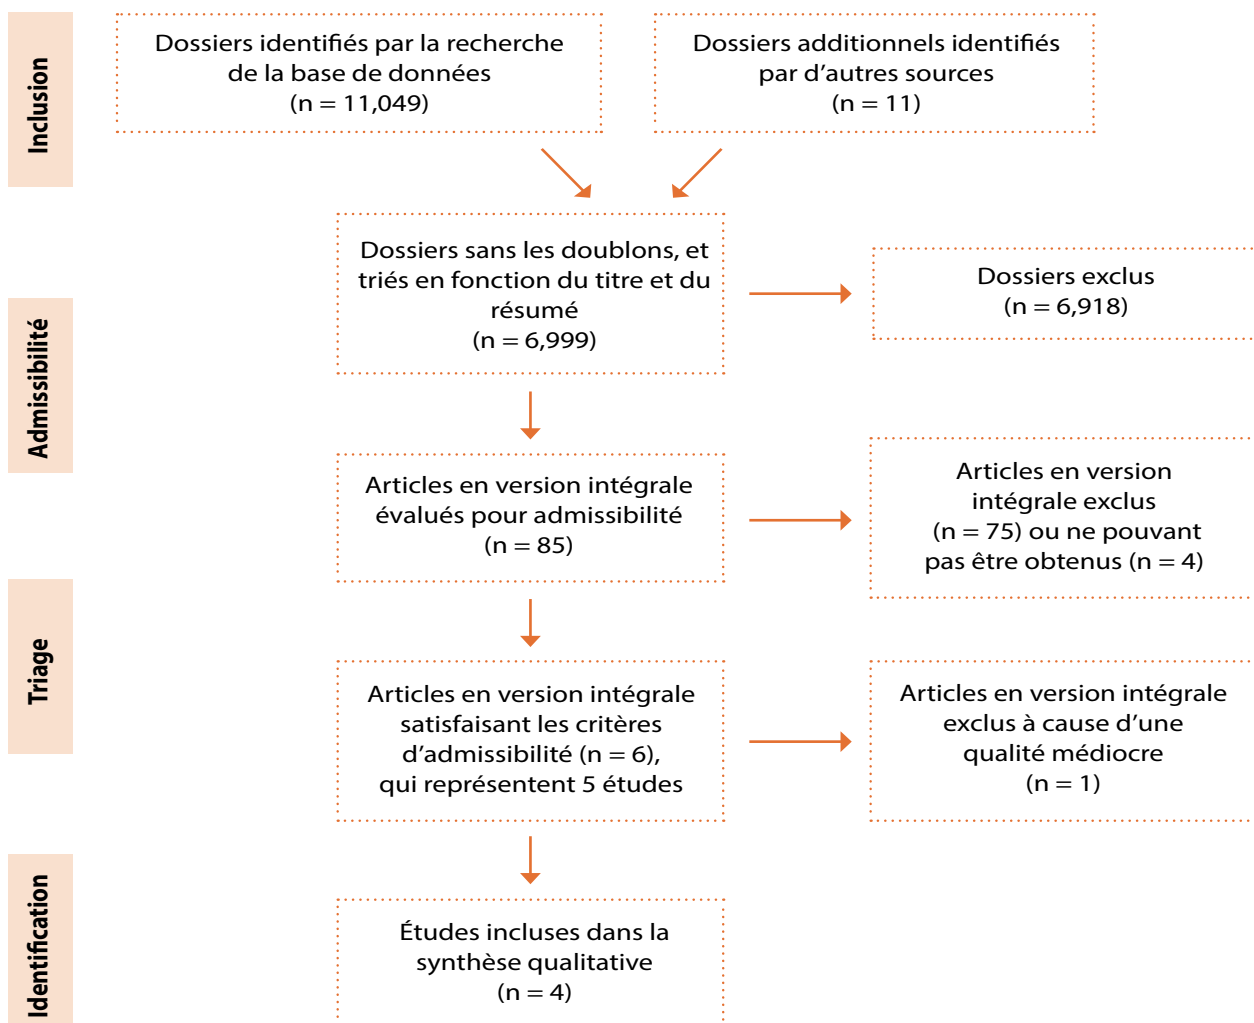 Inclusion
Dossiers identifiés par la recherche
de la base de données
(n = 11,049)
Dossiers additionnels identifiés
par d'autres sources
(n = 11)
Admissibilité
Dossiers sans les doublons, et
triés en fonction du titre et du
résumé
(n = 6,999)
Dossiers exclus
(n = 6,918)
Articles en version intégrale
évalués pour admissibilité
(n = 85)
Articles en version
intégrale exclus
(n = 75) ou ne pouvant
pas être obtenus (n = 4)
Triage
Articles en version intégrale
satisfaisant les critères
d'admissibilité (n = 6),
qui représentent 5 études
Articles en version intégrale
exclus à cause d'une
qualité médiocre
(n = 1)
Identification
Études incluses dans la
synthèse qualitative
(n = 4)